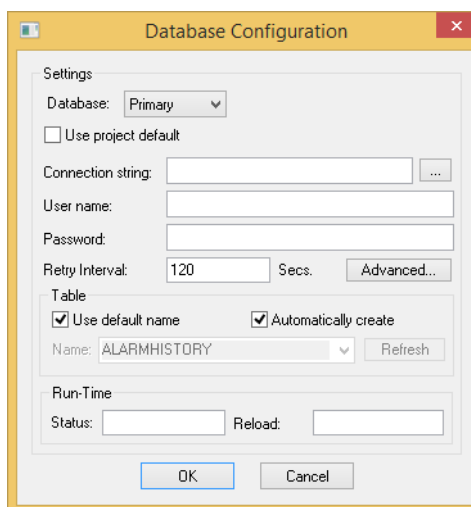 Database Configuration
Settings
Database: Primary
Use project default
Connection string: ...
User name:
Password:
Retry Interval: 120 Secs. Advanced...
Table
Use default name Automatically create
Name: ALARMHISTORY Refresh
Run-Time
Status: Reload:
OK Cancel